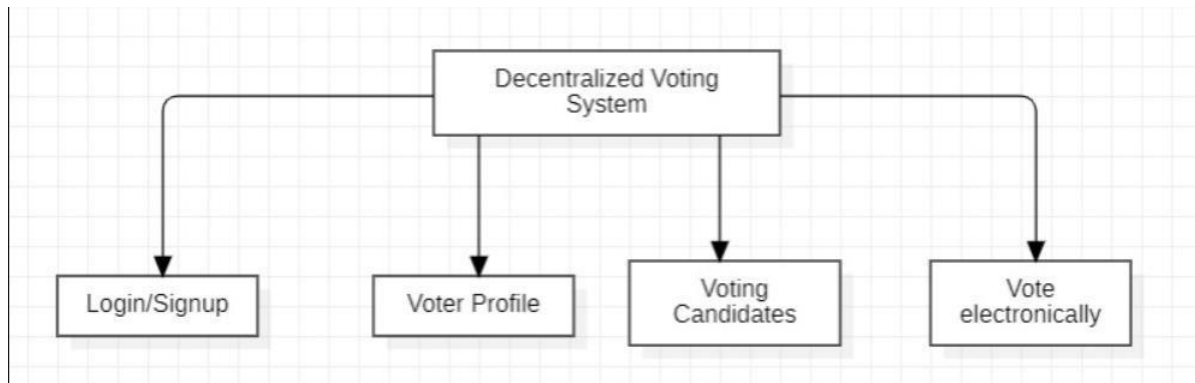 Decentralized Voting
System
Login/Signup
Voter Profile
Voting
Candidates
Vote
electronically